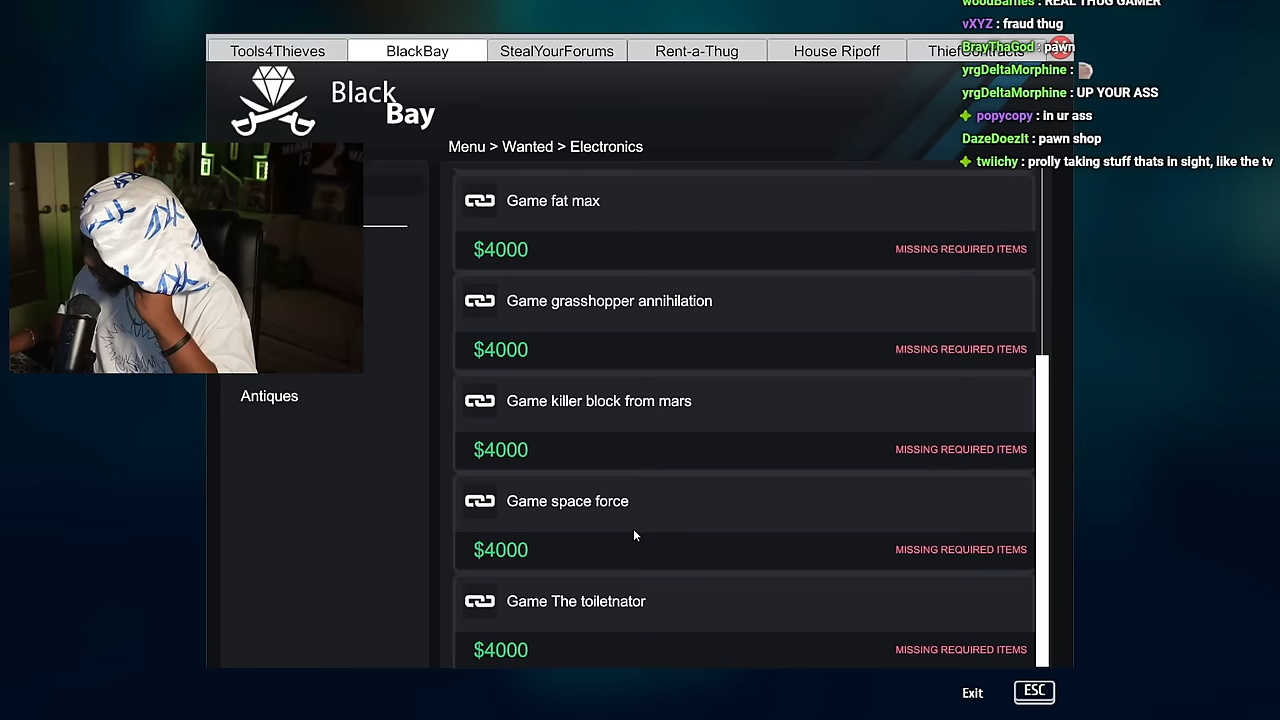 woodBarnes : REAL THUG GAMER
vXYZ : fraud thug
BrayThaGod : pawn
yrgDeltaMorphine :
yrgDeltaMorphine : UP YOUR ASS
popycopy : in ur ass
DazeDoezIt : pawn shop
twiilchy : prolly taking stuff thats in sight, like the tv
Tools4Thieves
BlackBay
StealYourForums
Rent-a-Thug
House Ripoff
Black
Bay
Menu > Wanted > Electronics
Antiques
Game fat max
$4000
MISSING REQUIRED ITEMS
Game grasshopper annihilation
$4000
MISSING REQUIRED ITEMS
Game killer block from mars
$4000
MISSING REQUIRED ITEMS
Game space force
$4000
MISSING REQUIRED ITEMS
Game The toiletnator
$4000
MISSING REQUIRED ITEMS
Exit
ESC